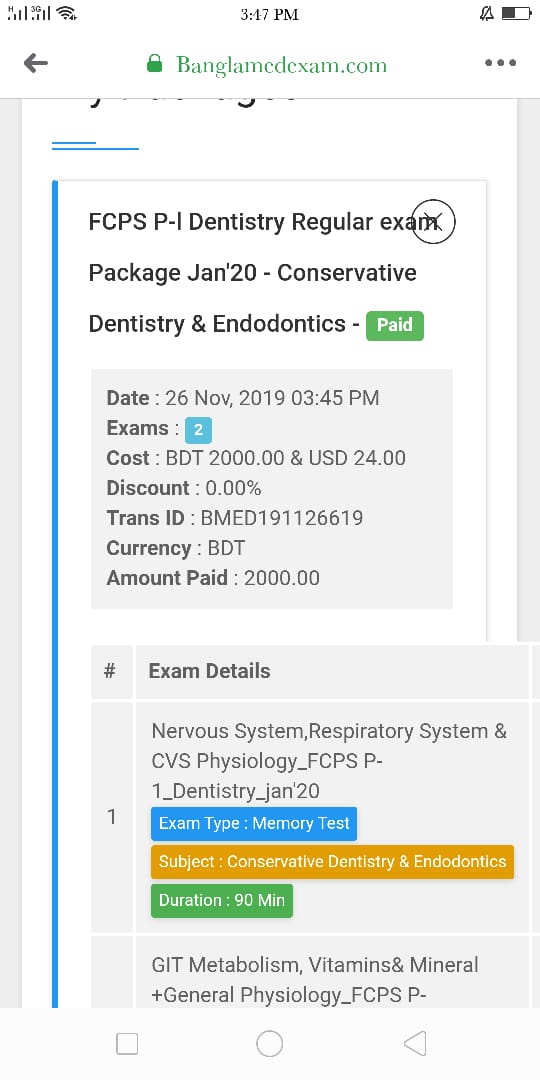 H 3G 3:47 PM
Banglamedexam.com
FCPS P-I Dentistry Regular exam
Package Jan'20 - Conservative
Dentistry & Endodontics - Paid
Date : 26 Nov, 2019 03:45 PM
Exams : 2
Cost : BDT 2000.00 & USD 24.00
Discount : 0.00%
Trans ID : BMED191126619
Currency : BDT
Amount Paid : 2000.00
# Exam Details
Nervous System,Respiratory System &
CVS Physiology_FCPS P-
1_Dentistry_jan'20
1
Exam Type : Memory Test
Subject : Conservative Dentistry & Endodontics
Duration : 90 Min
GIT Metabolism, Vitamins& Mineral
+General Physiology_FCPS P-